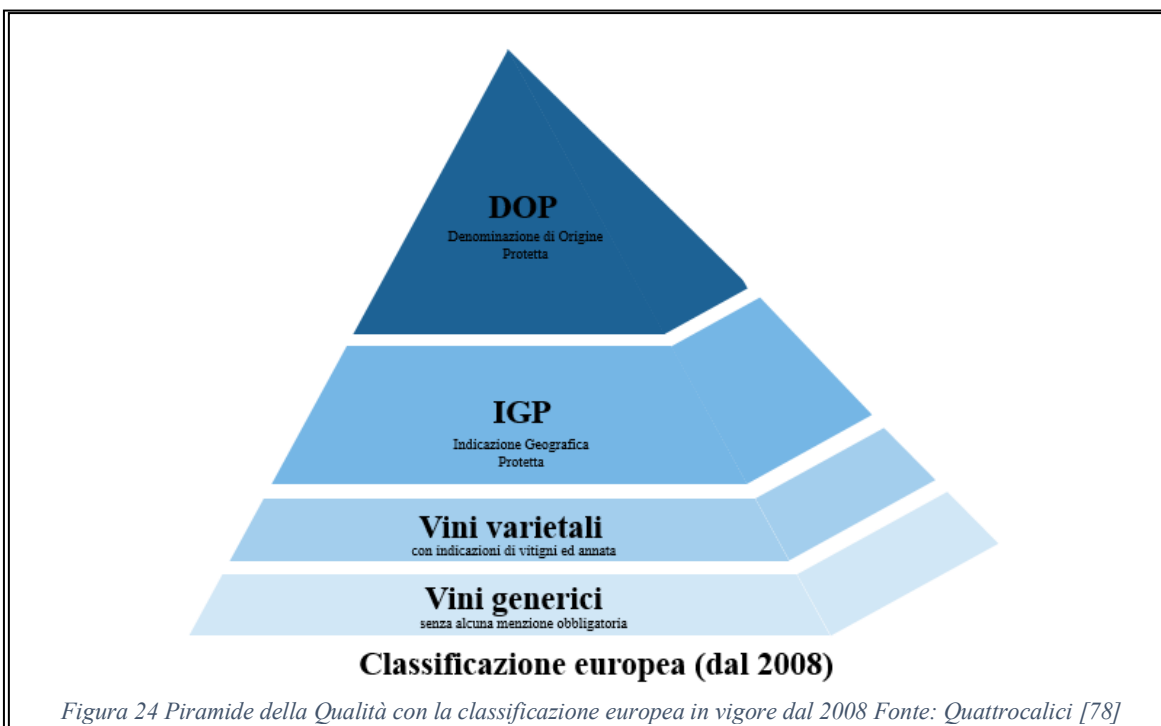 DOP
Denominazione di Origine
Protetta
IGP
Indicazione Geografica
Protetta
Vini varietali
con indicazioni di vitigni ed annata
Vini generici
senza alcuna menzione obbligatoria
Classificazione europea (dal 2008)
Figura 24 Piramide della Qualità con la classificazione europea in vigore dal 2008 Fonte: Quattrocalici [78]